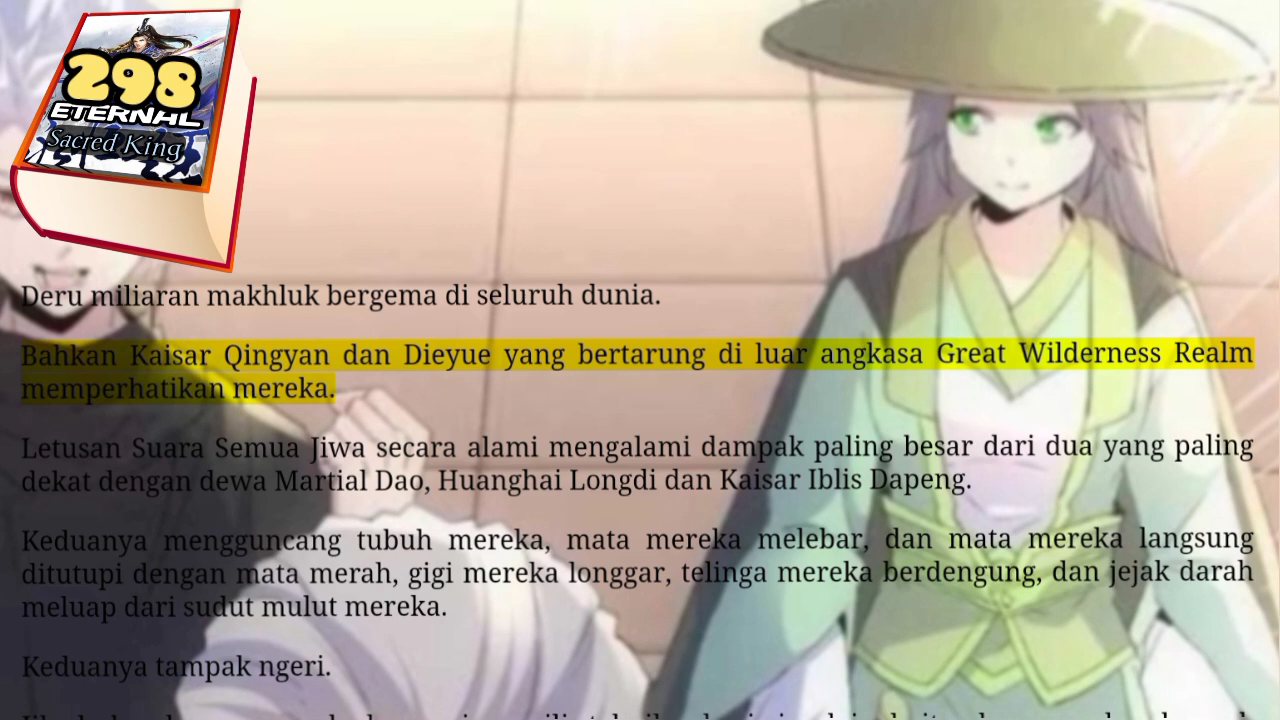 298
ETERNAL
Sacred King
Deru miliaran makhluk bergema di seluruh dunia.
Bahkan Kaisar Qingyan dan Dieyue yang bertarung di luar angkasa Great Wilderness Realm
memperhatikan mereka.
Letusan Suara Semua Jiwa secara alami mengalami dampak paling besar dari dua yang paling
dekat dengan dewa Martial Dao, Huanghai Longdi dan Kaisar Iblis Dapeng.
Keduanya mengguncang tubuh mereka, mata mereka melebar, dan mata mereka langsung
ditutupi dengan mata merah, gigi mereka longgar, telinga mereka berdengung, dan jejak darah
meluap dari sudut mulut mereka.
Keduanya tampak ngeri.